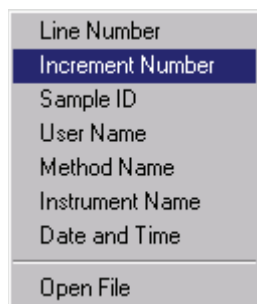 Line Number
Increment Number
Sample ID
User Name
Method Name
Instrument Name
Date and Time
Open File